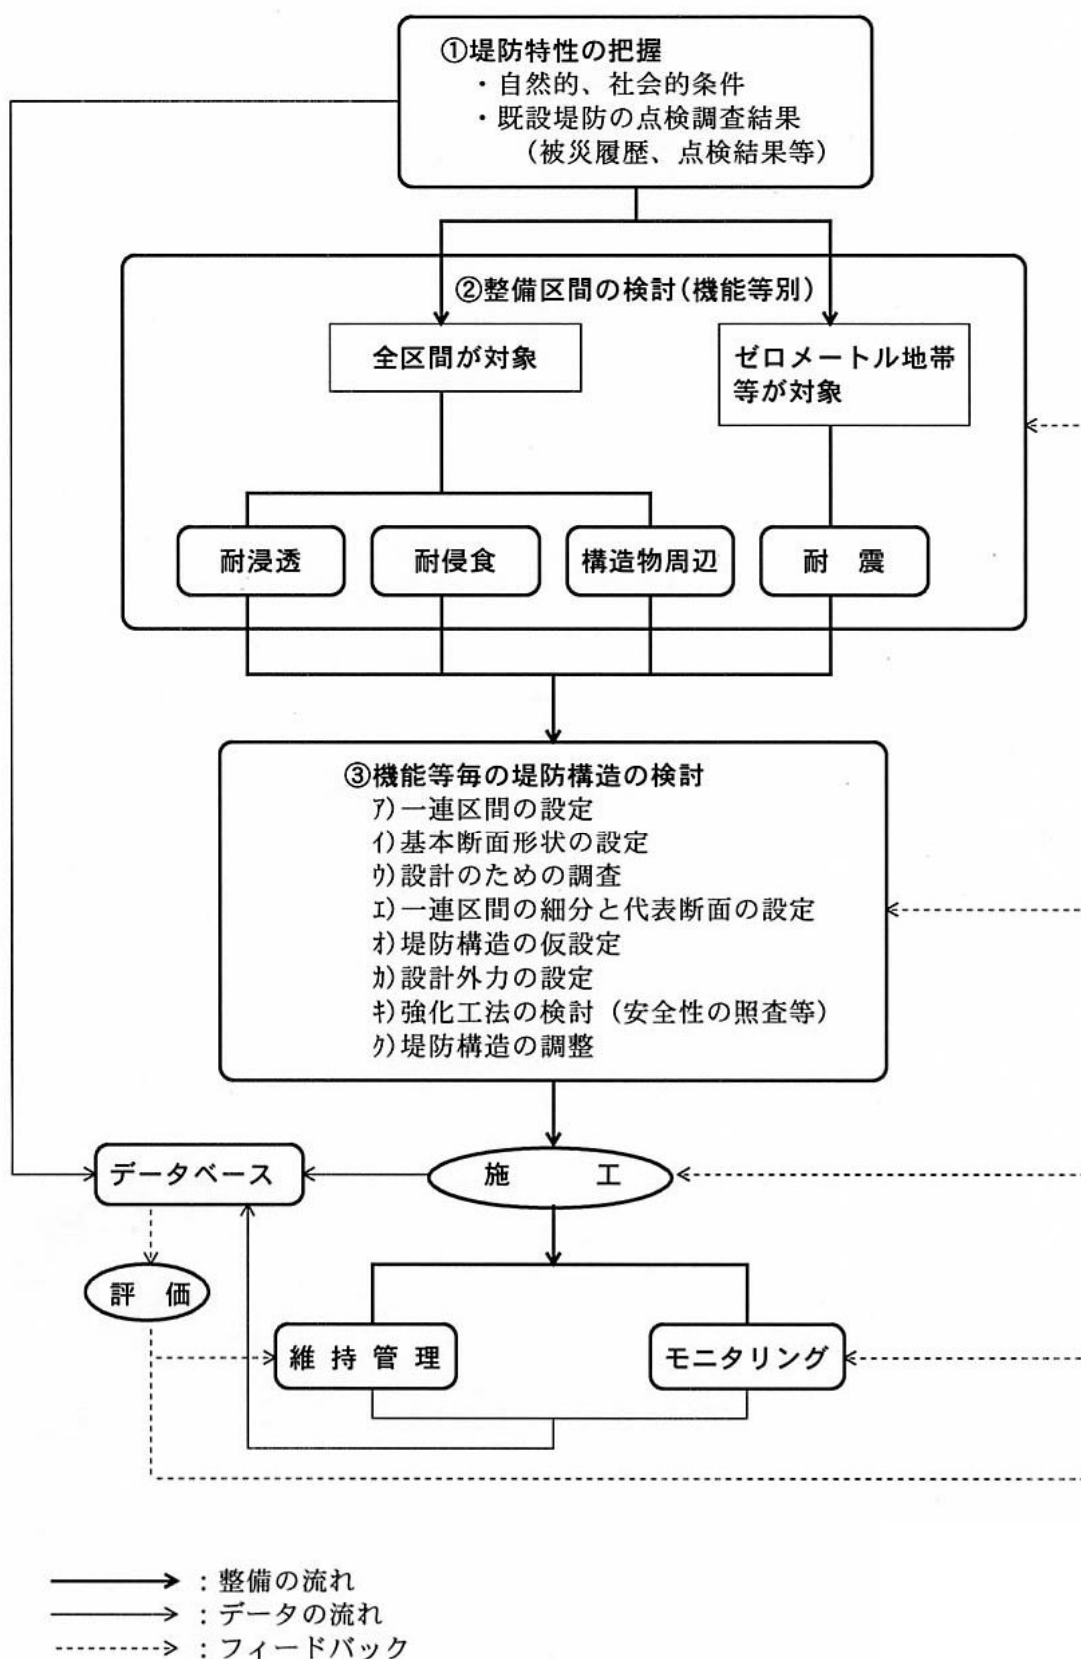 ①堤防特性の把握
・自然的、社会的条件
・既設堤防の点検調査結果
（被災履歴、点検結果等）
②整備区間の検討（機能等別）
全区間が対象
ゼロメートル地帯
等が対象
耐浸透
耐侵食
構造物周辺
耐　震
③機能等毎の堤防構造の検討
ｱ）一連区間の設定
ｲ）基本断面形状の設定
ｳ）設計のための調査
ｴ）一連区間の細分と代表断面の設定
ｵ）堤防構造の仮設定
ｶ）設計外力の設定
ｷ）強化工法の検討（安全性の照査等）
ｸ）堤防構造の調整
データベース
施　　工
評　価
維 持 管 理
モニタリング
：整備の流れ
：データの流れ
：フィードバック